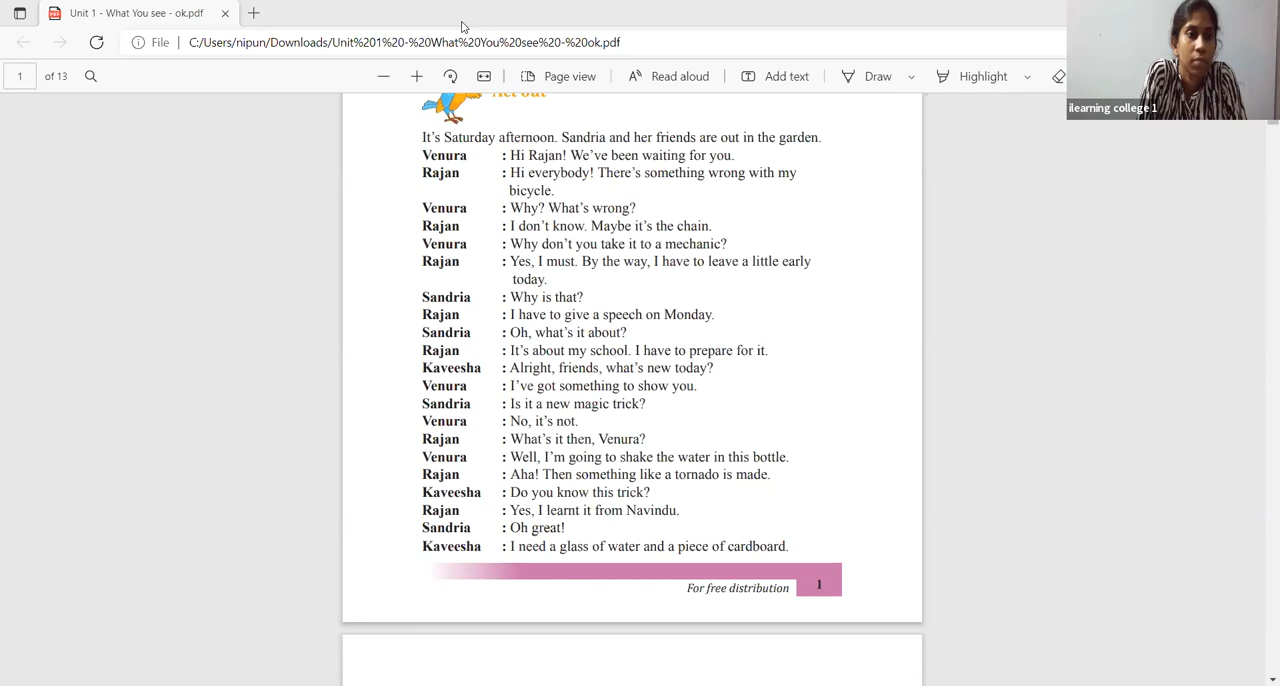 Unit 1 - What You see - ok.pdf
File C:/Users/nipun/Downloads/Unit%201%20-%20What%20You%20see%20-%20ok.pdf
1 of 13 Page view Read aloud Add text Draw Highlight
ilearning college 1
Act out
It's Saturday afternoon. Sandria and her friends are out in the garden.
Venura : Hi Rajan! We've been waiting for you.
Rajan : Hi everybody! There's something wrong with my
bicycle.
Venura : Why? What's wrong?
Rajan : I don't know. Maybe it's the chain.
Venura : Why don't you take it to a mechanic?
Rajan : Yes, I must. By the way, I have to leave a little early
today.
Sandria : Why is that?
Rajan : I have to give a speech on Monday.
Sandria : Oh, what's it about?
Rajan : It's about my school. I have to prepare for it.
Kaveesha : Alright, friends, what's new today?
Venura : I've got something to show you.
Sandria : Is it a new magic trick?
Venura : No, it's not.
Rajan : What's it then, Venura?
Venura : Well, I'm going to shake the water in this bottle.
Rajan : Aha! Then something like a tornado is made.
Kaveesha : Do you know this trick?
Rajan : Yes, I learnt it from Navindu.
Sandria : Oh great!
Kaveesha : I need a glass of water and a piece of cardboard.
For free distribution 1